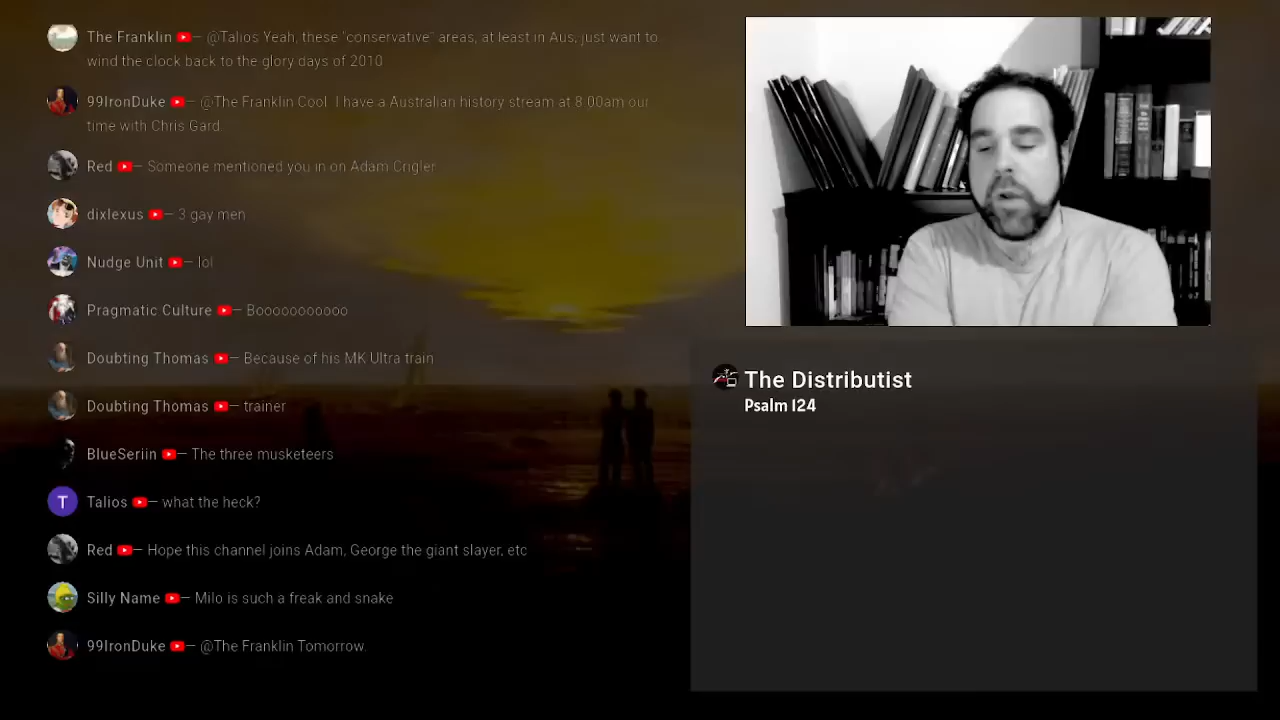 The Franklin — @Talios Yeah, these "conservative" areas, at least in Aus, just want to
wind the clock back to the glory days of 2010
99IronDuke — @The Franklin Cool I have a Australian history stream at 8.00am our
time with Chris Gard
Red — Someone mentioned you in on Adam Crigler
dixlexus — 3 gay men
Nudge Unit — lol
Pragmatic Culture — Booooooooooo
Doubting Thomas — Because of his MK Ultra train
Doubting Thomas — trainer
BlueSeriin — The three musketeers
T Talios — what the heck?
Red — Hope this channel joins Adam, George the giant slayer, etc
Silly Name — Milo is such a freak and snake
99IronDuke — @The Franklin Tomorrow.
The Distributist
Psalm 124